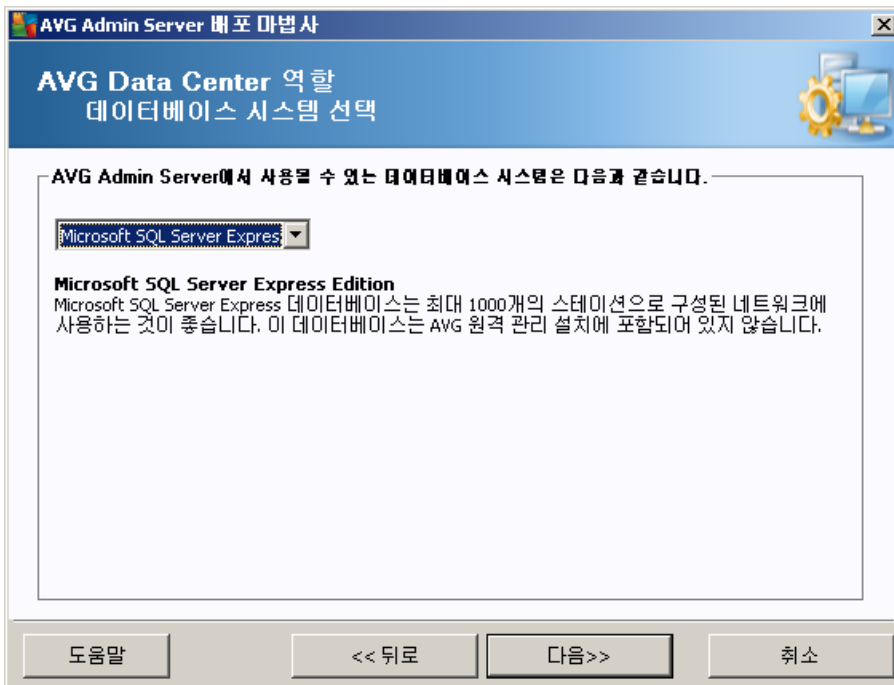 AVG Admin Server 배포 마법사
AVG Data Center 역할
데이터베이스 시스템 선택
AVG Admin Server에서 사용될 수 있는 데이터베이스 시스템은 다음과 같습니다.
Microsoft SQL Server Expres
Microsoft SQL Server Express Edition
Microsoft SQL Server Express 데이터베이스는 최대 1000개의 스테이션으로 구성된 네트워크에
사용하는 것이 좋습니다. 이 데이터베이스는 AVG 원격 관리 설치에 포함되어 있지 않습니다.
도움말
<< 뒤로
다음>>
취소